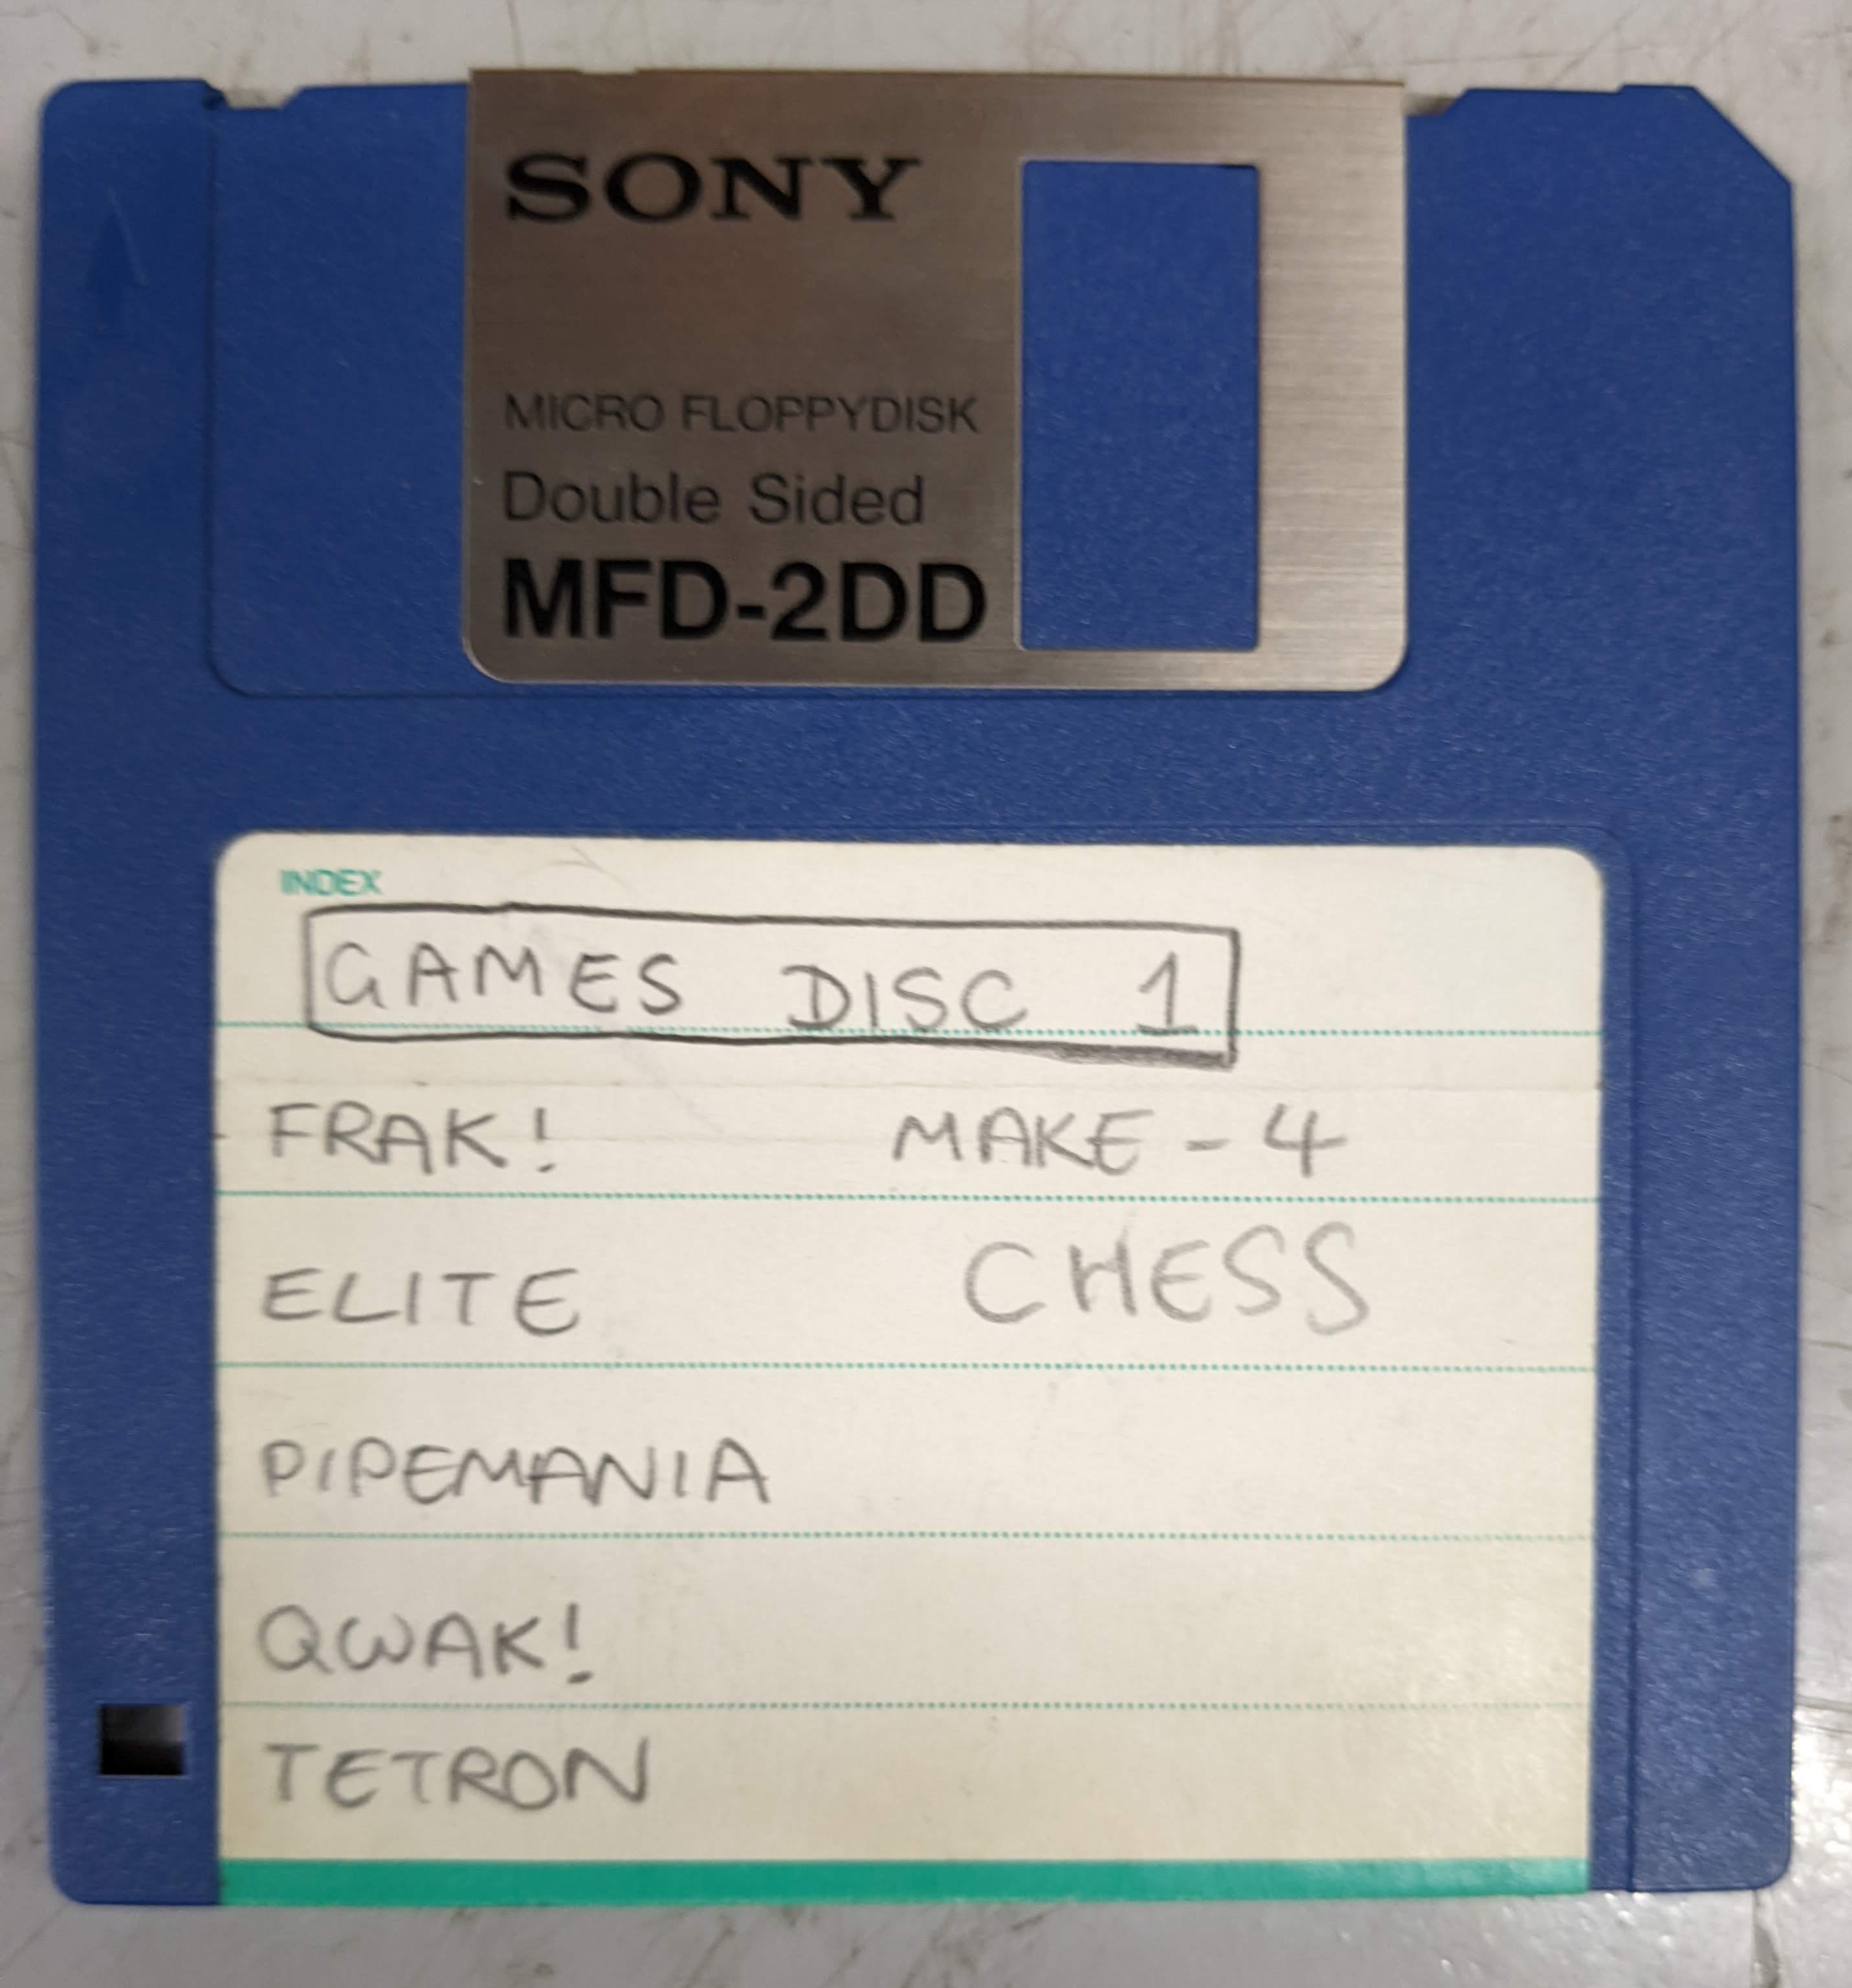 SONY
MICRO FLOPPYDISK
Double Sided
MFD-2DD
INDEX
GAMES DISC 1
FRAK! MAKE-4
ELITE CHESS
PIPEMANIA
QWAK!
TETRON